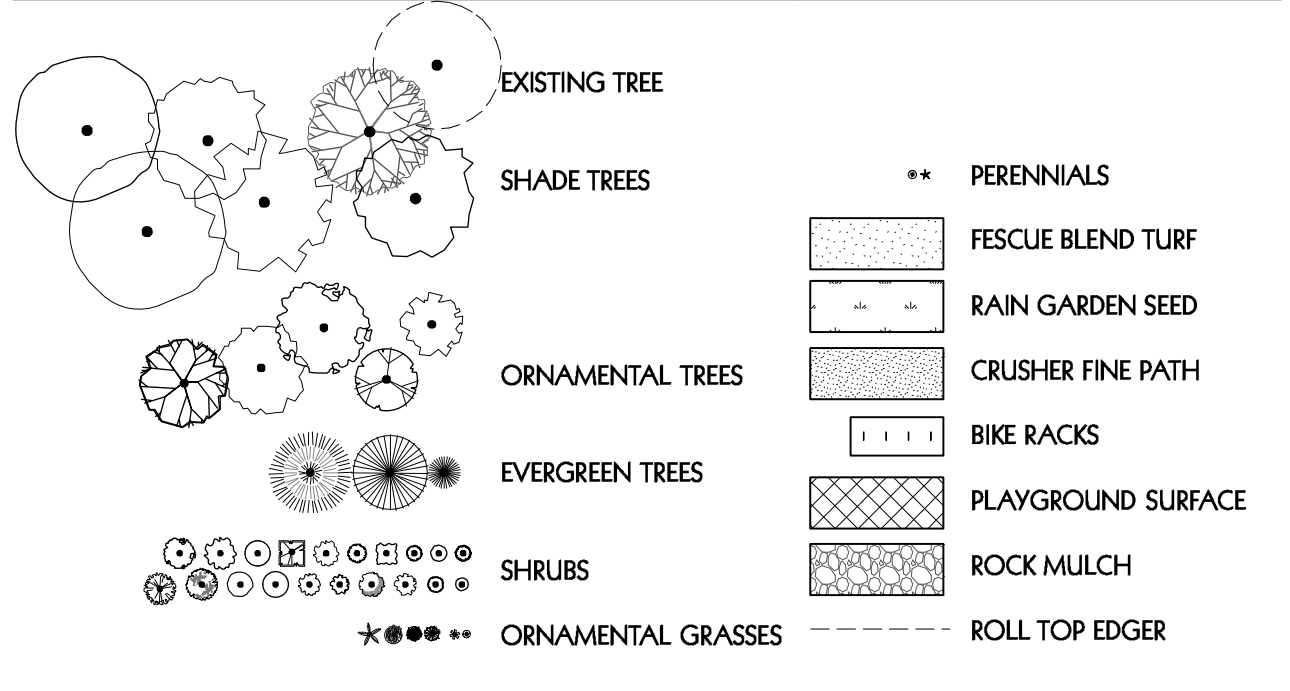 EXISTING TREE
SHADE TREES
ORNAMENTAL TREES
EVERGREEN TREES
SHRUBS
ORNAMENTAL GRASSES
PERENNIALS
FESCUE BLEND TURF
RAIN GARDEN SEED
CRUSHER FINE PATH
BIKE RACKS
PLAYGROUND SURFACE
ROCK MULCH
ROLL TOP EDGER